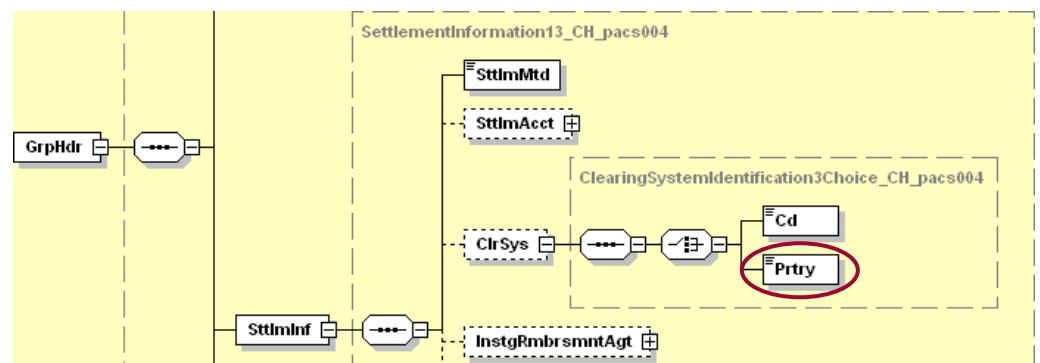 SettlementInformation13_CH_pacs004
SttlmMtd
SttlmAcct
GrpHdr
ClearingSystemIdentification3Choice_CH_pacs004
Cd
ClrSys
Prtry
SttlmInf
InstgRmbrsmntAgt